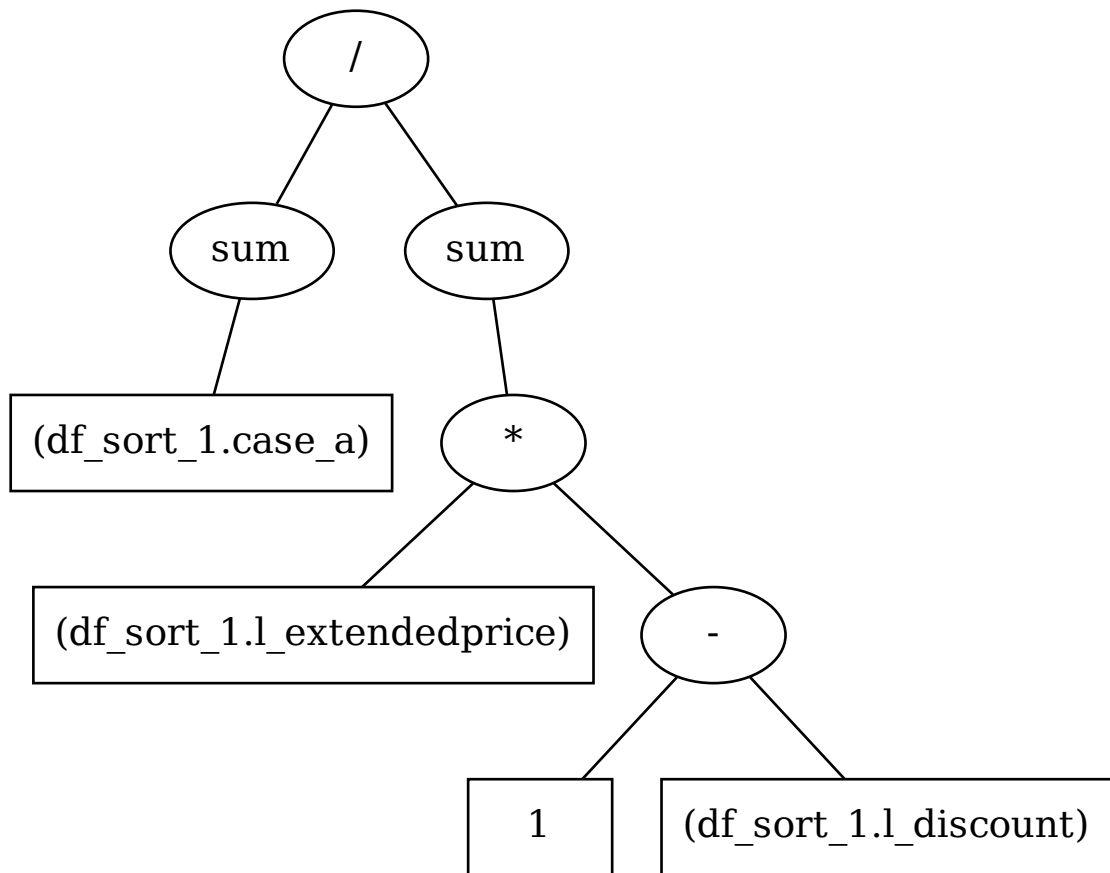 /
sum
sum
(df_sort_1.case_a)
*
(df_sort_1.l_extendedprice)
-
1
(df_sort_1.l_discount)